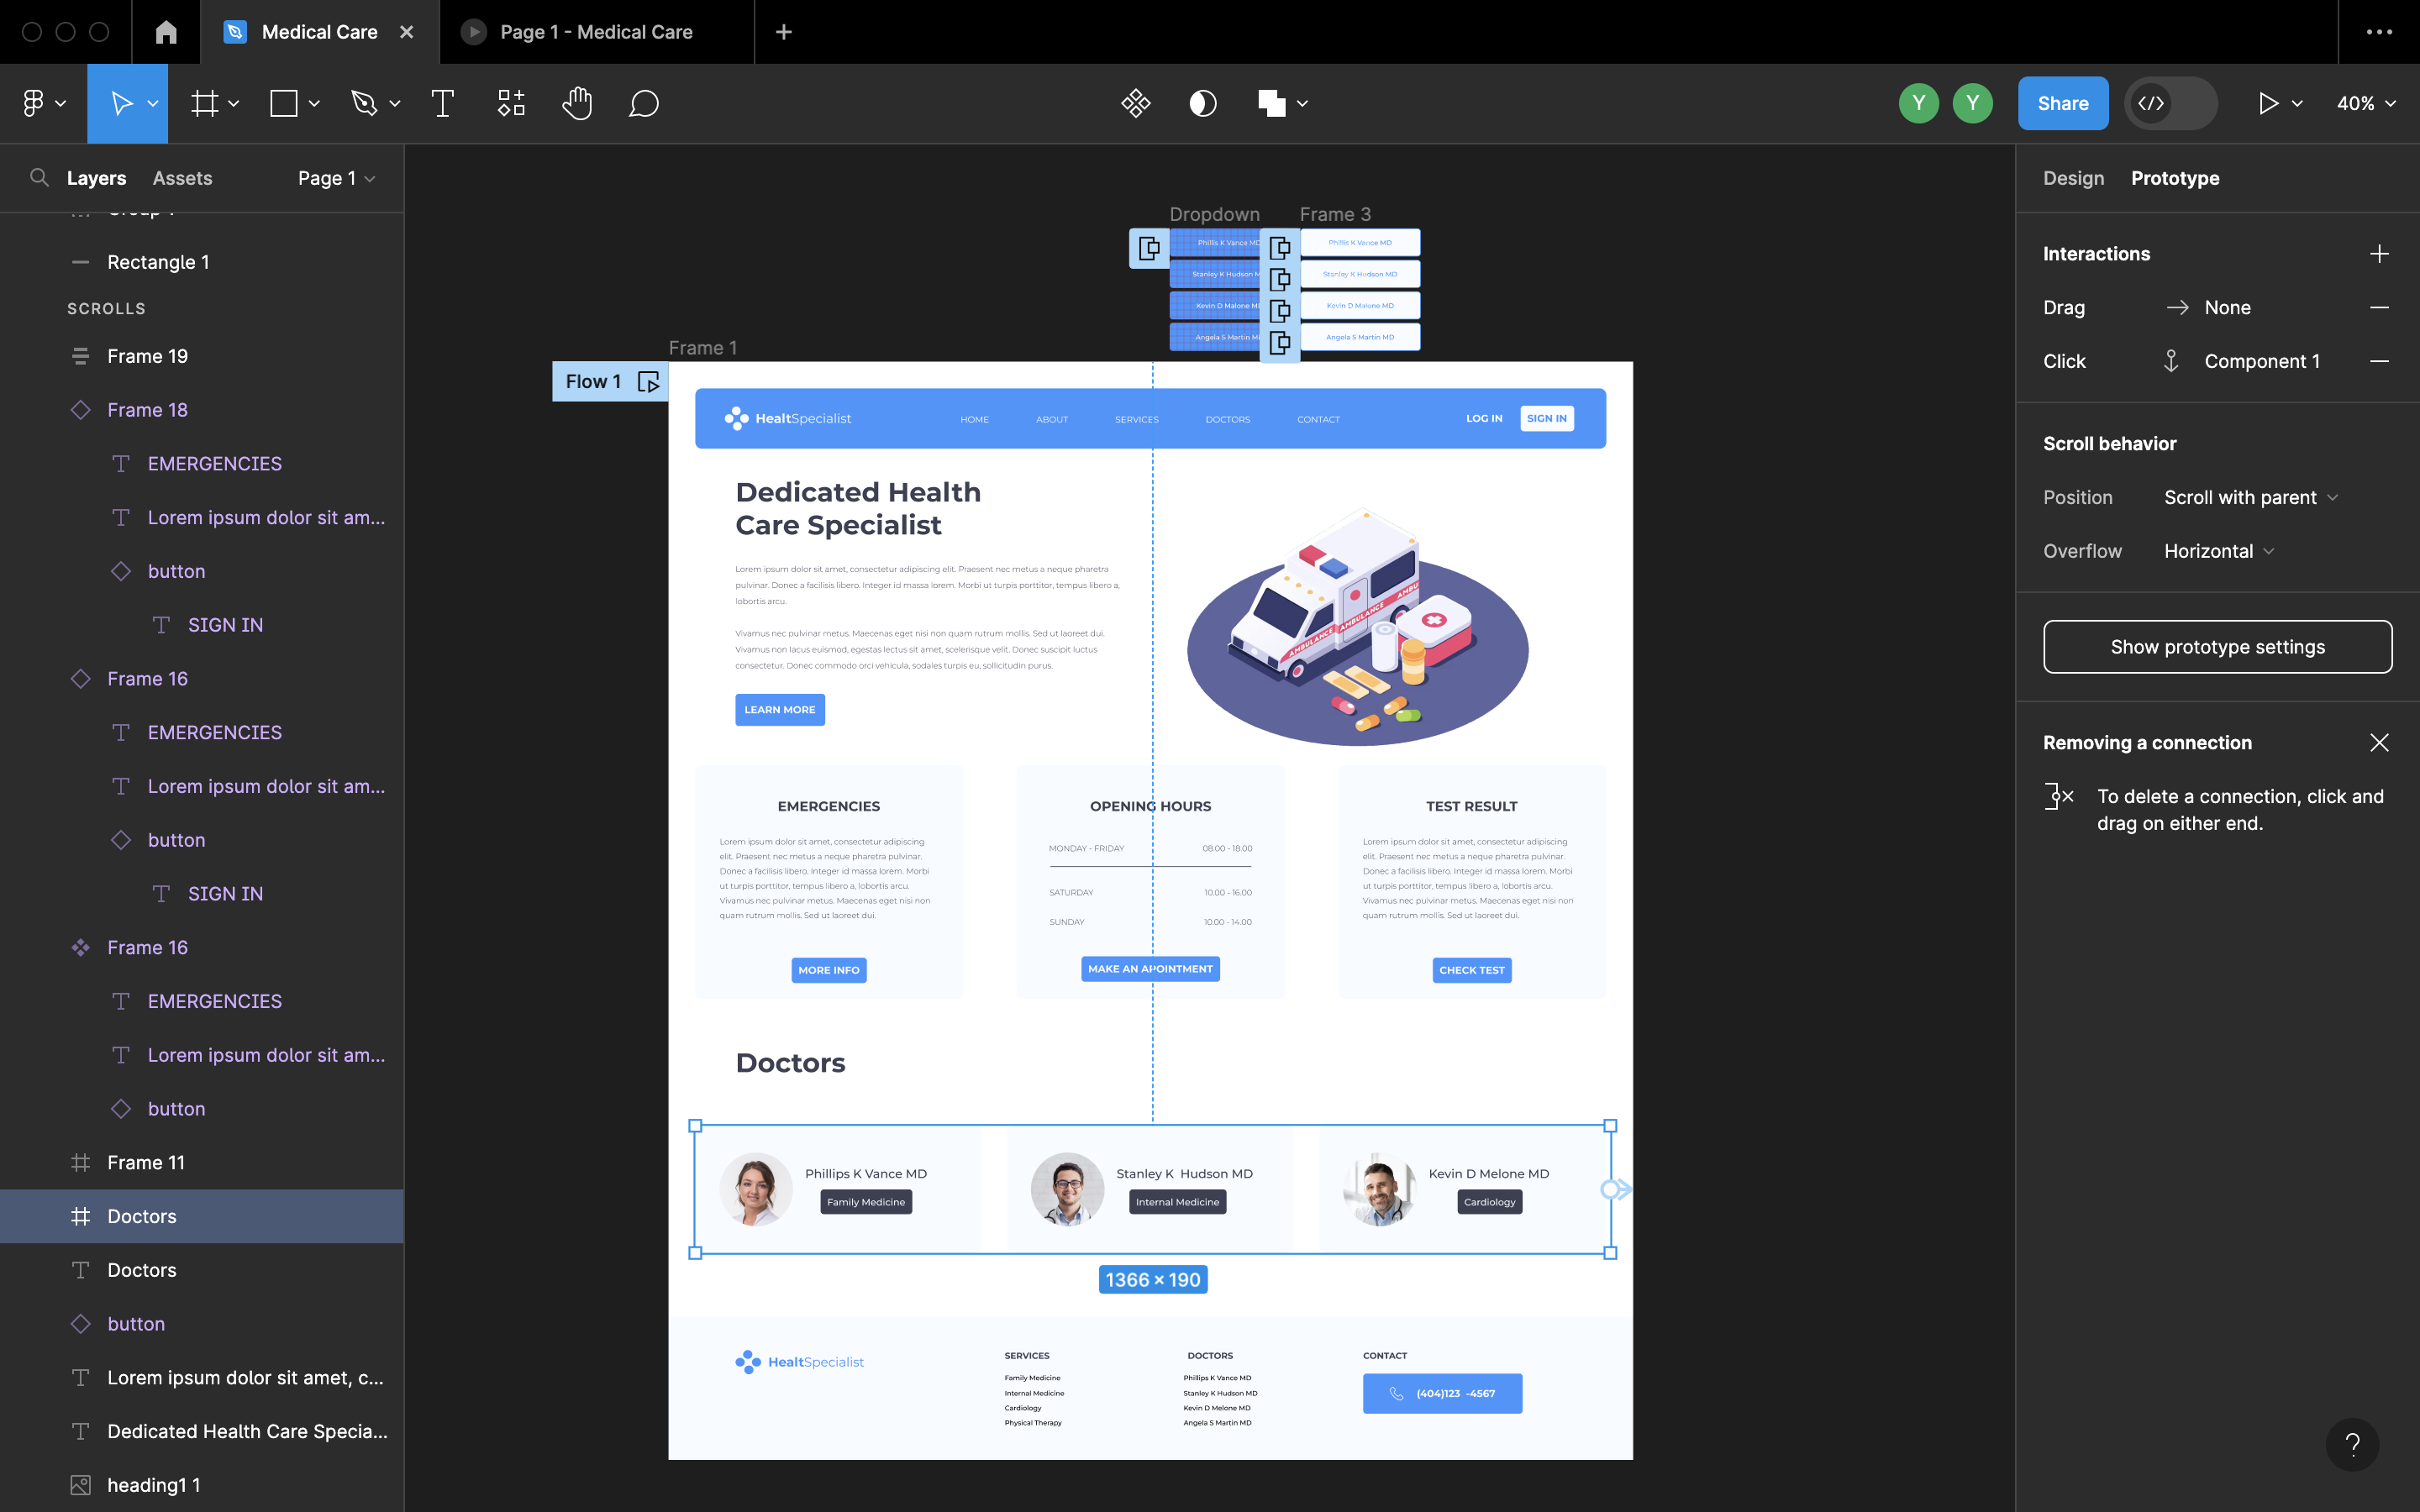 Medical Care
Page 1 - Medical Care
Y
Y
Share
40%
Layers
Assets
Page 1
Rectangle 1
SCROLLS
Frame 19
Frame 18
EMERGENCIES
Lorem ipsum dolor sit am...
button
SIGN IN
Frame 16
EMERGENCIES
Lorem ipsum dolor sit am...
button
SIGN IN
Frame 16
EMERGENCIES
Lorem ipsum dolor sit am...
button
Frame 11
Doctors
Doctors
button
Lorem ipsum dolor sit amet, c...
Dedicated Health Care Specia...
heading1 1
Dropdown
Frame 3
Phillis K Vance MD
Phillis K Vance MD
Stanley K Hudson M
Stanley K Hudson MD
Kevin D Malone MD
Kevin D Malone MD
Angela S Martin MD
Angela S Martin MD
Frame 1
Flow 1
HealtSpecialist
HOME
ABOUT
SERVICES
DOCTORS
CONTACT
LOG IN
SIGN IN
Dedicated Health
Care Specialist
Lorem ipsum dolor sit amet, consectetur adipiscing elit. Praesent nec metus a neque pharetra
pulvinar. Donec a facilisis libero. Integer id massa lorem. Morbi ut turpis porttitor, tempus libero a,
lobortis arcu.
Vivamus nec pulvinar metus. Maecenas eget nisi non quam rutrum mollis. Sed ut laoreet dui.
Vivamus non lacus euismod, egestas lectus sit amet, scelerisque velit. Donec suscipit luctus
consectetur. Donec commodo orci vehicula, sodales turpis eu, sollicitudin purus.
LEARN MORE
AMBULANCE
AMBULANCE
AMBU
EMERGENCIES
Lorem ipsum dolor sit amet, consectetur adipiscing
elit. Praesent nec metus a neque pharetra pulvinar.
Donec a facilisis libero. Integer id massa lorem. Morbi
ut turpis porttitor, tempus libero a, lobortis arcu.
Vivamus nec pulvinar metus. Maecenas eget nisi non
quam rutrum mollis. Sed ut laoreet dui.
MORE INFO
OPENING HOURS
MONDAY - FRIDAY
08.00 - 18.00
SATURDAY
10.00 - 16.00
SUNDAY
10.00 - 14.00
MAKE AN APOINTMENT
TEST RESULT
Lorem ipsum dolor sit amet, consectetur adipiscing
elit. Praesent nec metus a neque pharetra pulvinar.
Donec a facilisis libero. Integer id massa lorem. Morbi
ut turpis porttitor, tempus libero a, lobortis arcu.
Vivamus nec pulvinar metus. Maecenas eget nisi non
quam rutrum mollis. Sed ut laoreet dui.
CHECK TEST
Doctors
Phillips K Vance MD
Family Medicine
Stanley K Hudson MD
Internal Medicine
Kevin D Melone MD
Cardiology
1366 × 190
HealtSpecialist
SERVICES
Family Medicine
Internal Medicine
Cardiology
Physical Therapy
DOCTORS
Phillips K Vance MD
Stanley K Hudson MD
Kevin D Melone MD
Angela S Martin MD
CONTACT
(404)123 -4567
Design
Prototype
Interactions
Drag
None
Click
Component 1
Scroll behavior
Position
Scroll with parent
Overflow
Horizontal
Show prototype settings
Removing a connection
To delete a connection, click and
drag on either end.
?